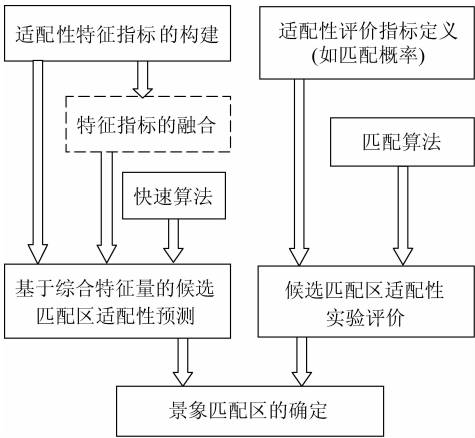 适配性特征指标的构建
适配性评价指标定义
(如匹配概率)
特征指标的融合
匹配算法
快速算法
基于综合特征量的候选
匹配区适配性预测
候选匹配区适配性
实验评价
景象匹配区的确定